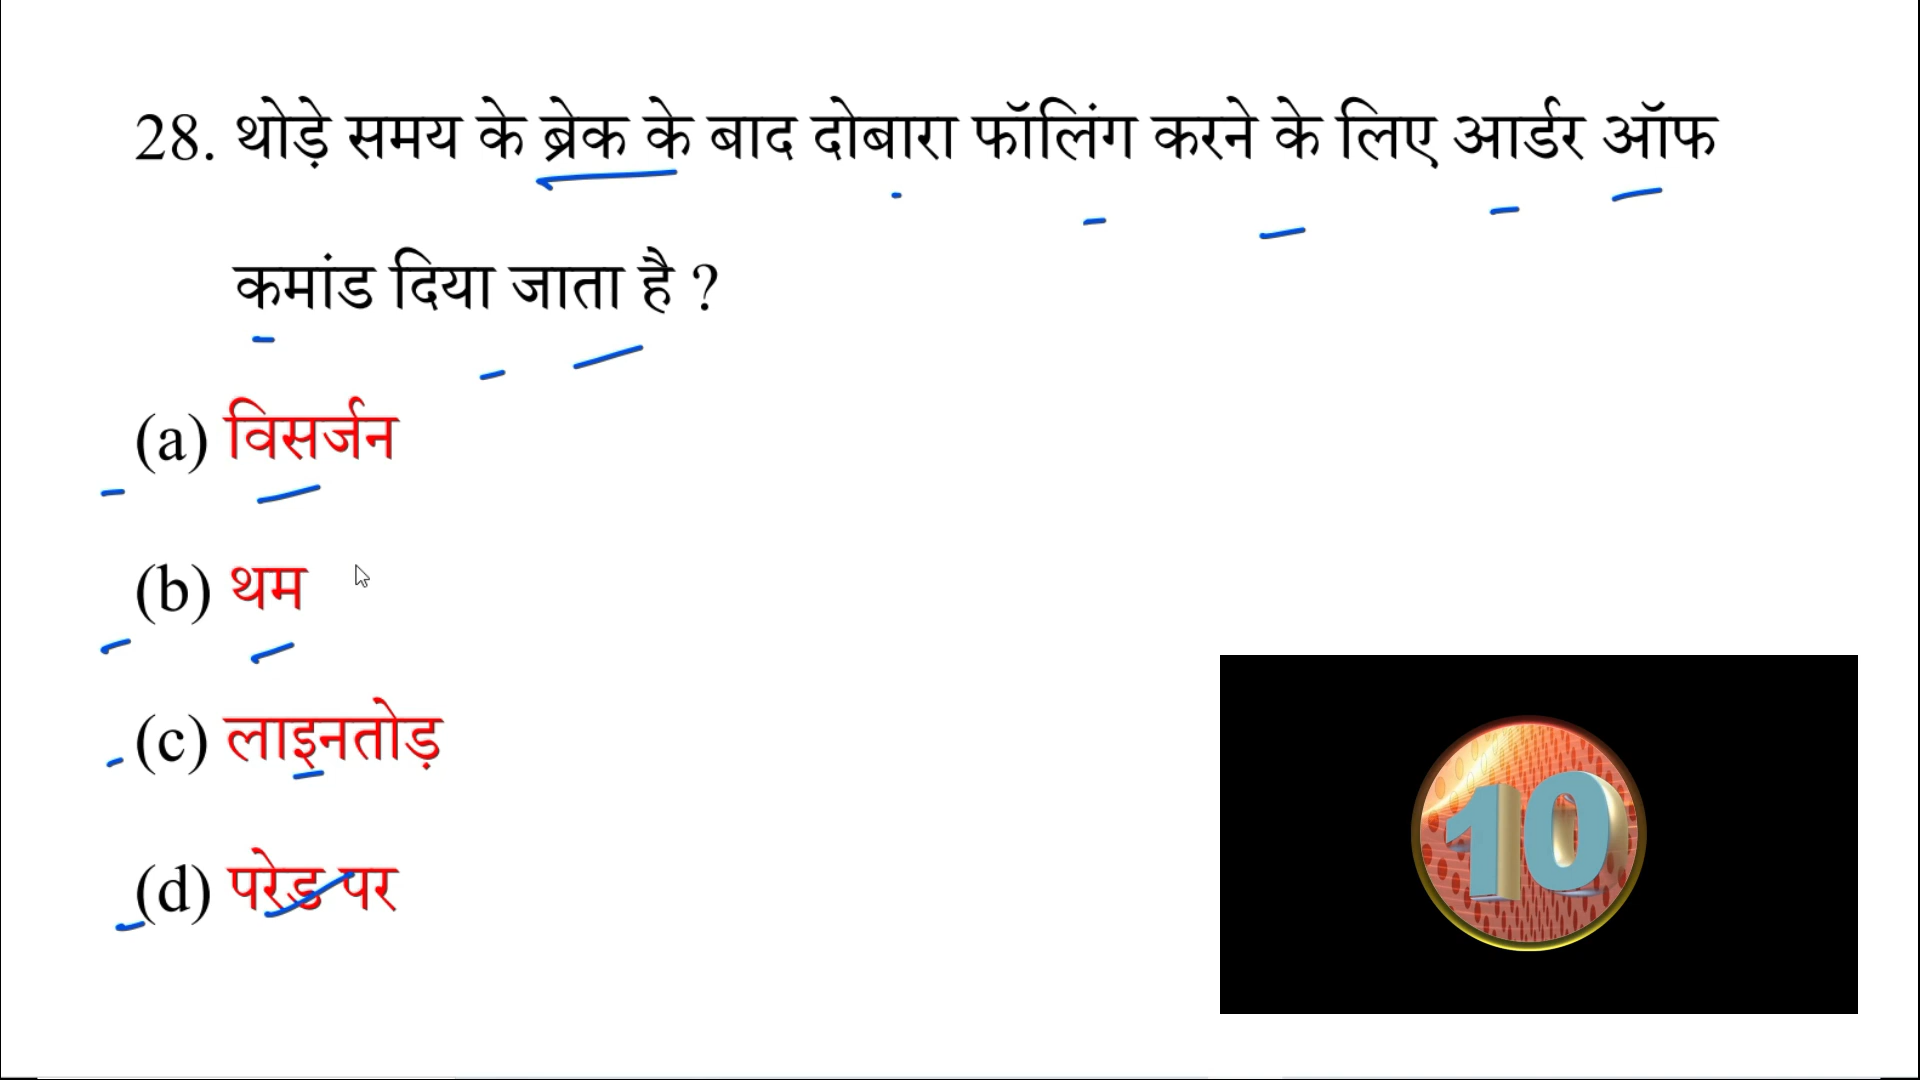 28. थोड़े समय के ब्रेक के बाद दोबारा फॉलिंग करने के लिए आर्डर ऑफ
कमांड दिया जाता है ?
(a) विसर्जन
(b) थम
(c) लाइनतोड़
(d) परेड पर
10